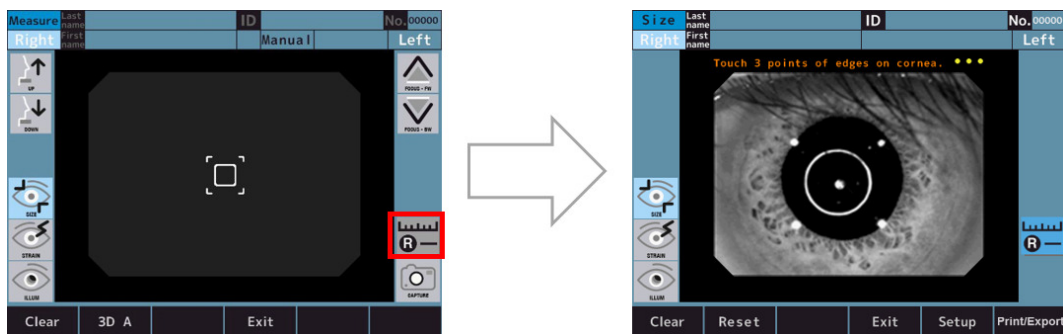 Measure Last name ID No. 00000
Right First name Manual Left
UP
FOCUS - FW
DOWN
FOCUS - BW
SIZE
STRAIN
R
ILLUM
CAPTURE
Clear 3D A Exit
Size Last name ID No. 00000
Right First name Left
Touch 3 points of edges on cornea.
SIZE
STRAIN
R
ILLUM
Clear Reset Exit Setup Print/Export